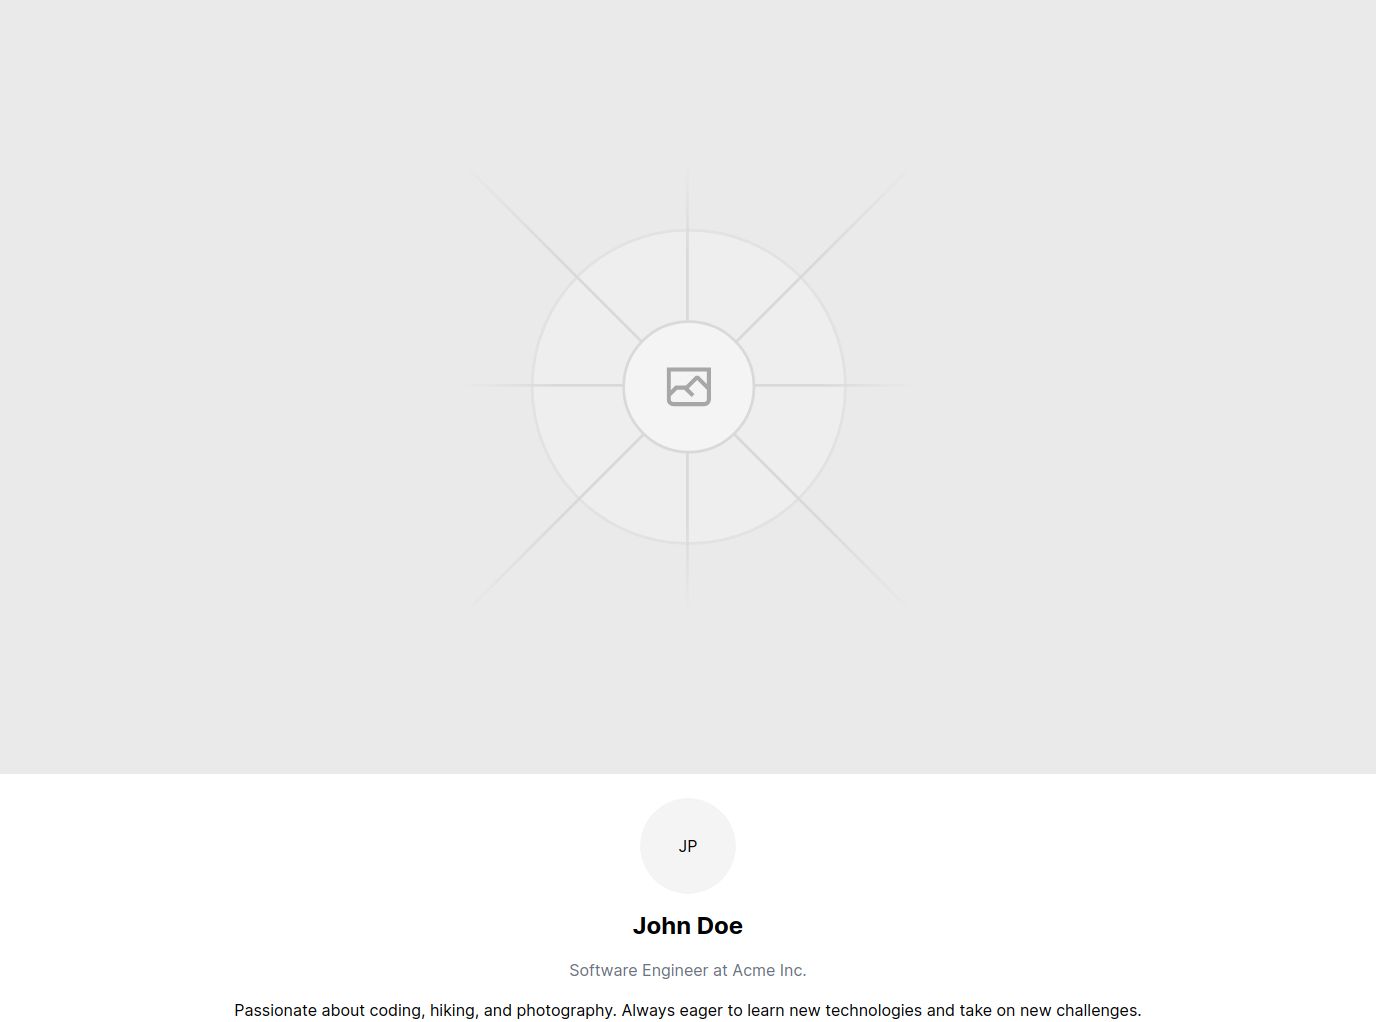 JP
John Doe
Software Engineer at Acme Inc.
Passionate about coding, hiking, and photography. Always eager to learn new technologies and take on new challenges.